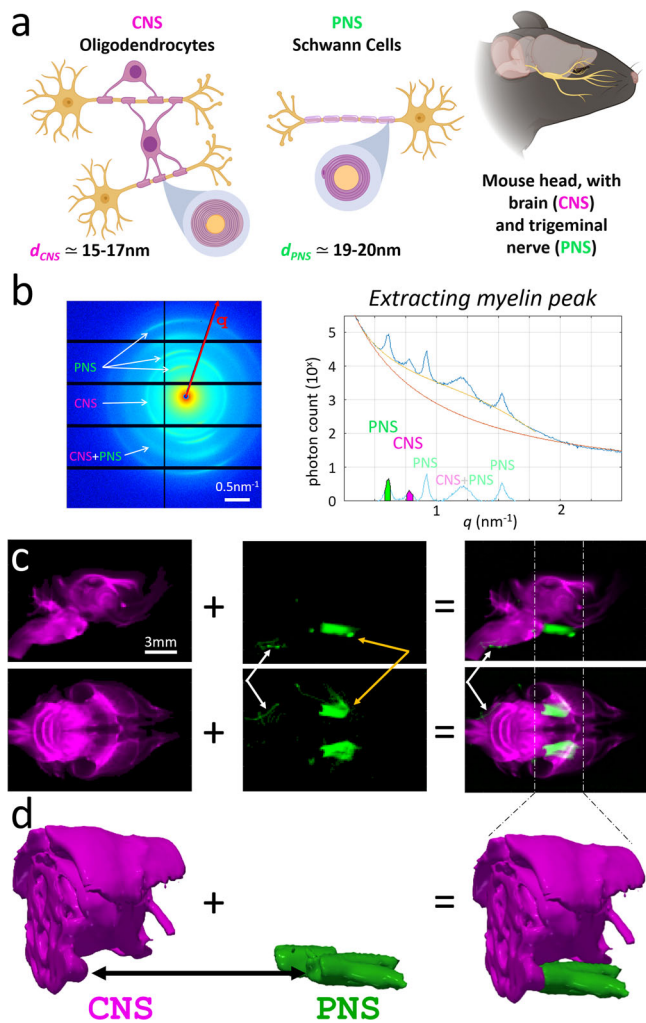 a
CNS
Oligodendrocytes
PNS
Schwann Cells
d_CNS ≃ 15-17nm
d_PNS ≃ 19-20nm
Mouse head, with
brain (CNS)
and trigeminal
nerve (PNS)
b
q
PNS
CNS
CNS+PNS
0.5nm⁻¹
Extracting myelin peak
photon count (10ˣ)
5
4
3
2
1
0
PNS
CNS
PNS
CNS+PNS
PNS
1
2
q (nm⁻¹)
c
3mm
+
=
+
=
d
+
=
CNS
PNS